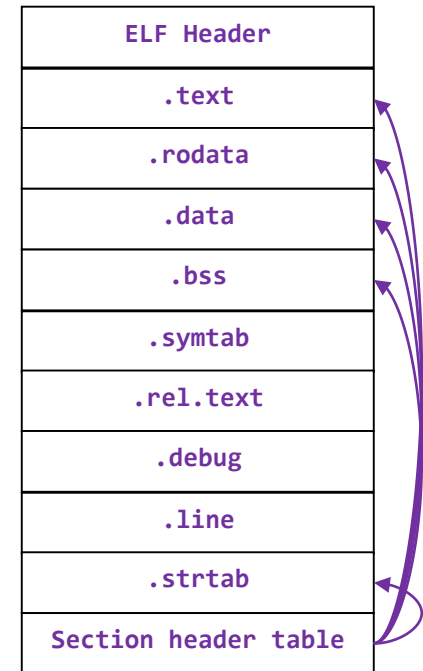 ELF Header
.text
.rodata
.data
.bss
.symtab
.rel.text
.debug
.line
.strtab
Section header table